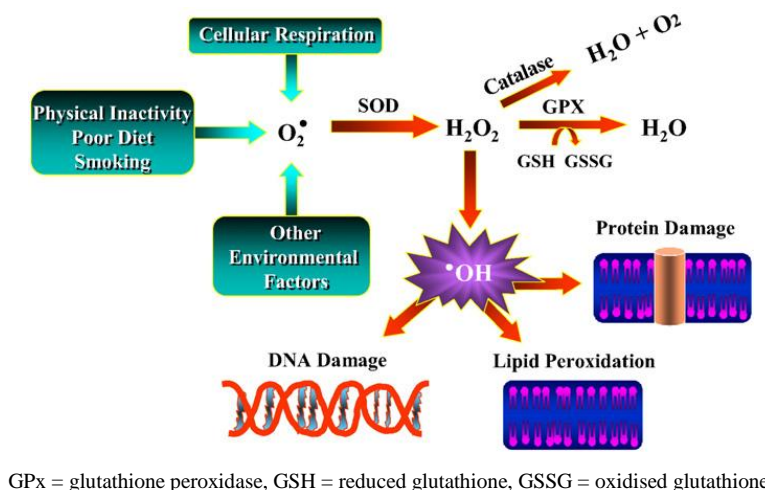 Cellular Respiration
Physical Inactivity
Poor Diet
Smoking
O₂•
SOD
H₂O₂
Catalase
H₂O + O₂
GPX
H₂O
GSH GSSG
Other
Environmental
Factors
•OH
Protein Damage
DNA Damage
Lipid Peroxidation
GPx = glutathione peroxidase, GSH = reduced glutathione, GSSG = oxidised glutathione